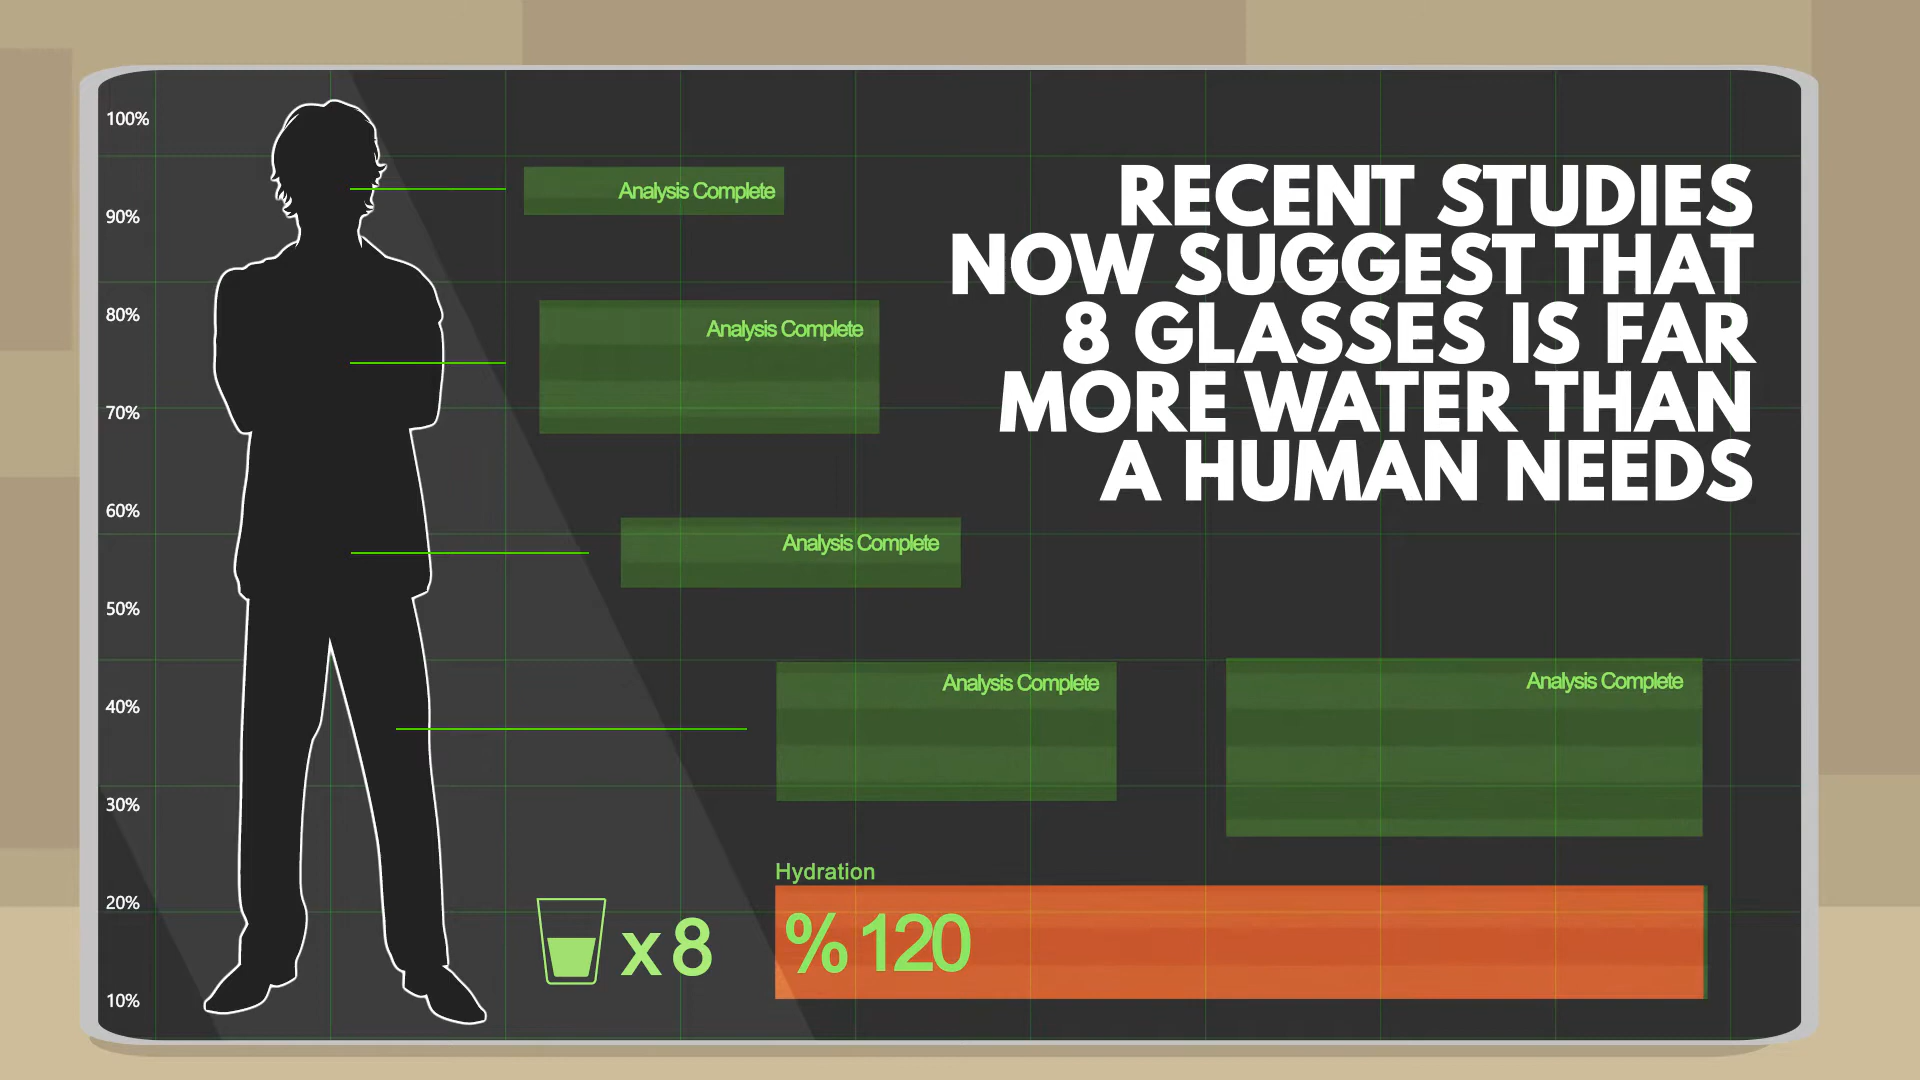 100%
90%
80%
70%
60%
50%
40%
30%
20%
10%
Analysis Complete
Analysis Complete
Analysis Complete
Analysis Complete
Analysis Complete
RECENT STUDIES
NOW SUGGEST THAT
8 GLASSES IS FAR
MORE WATER THAN
A HUMAN NEEDS
x 8
Hydration
% 120